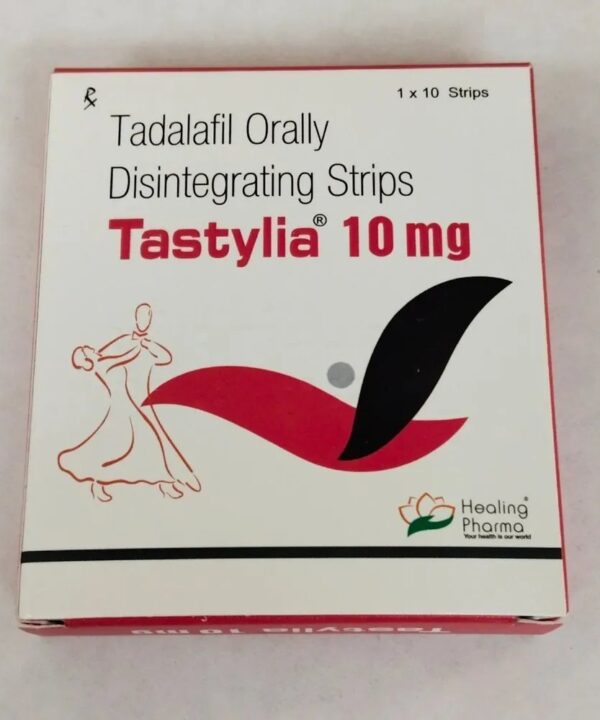 ℞
1 x 10 Strips
Tadalafil Orally
Disintegrating Strips
Tastylia® 10 mg
Healing®
Pharma
Your health is our world
Tastylia 10 mg